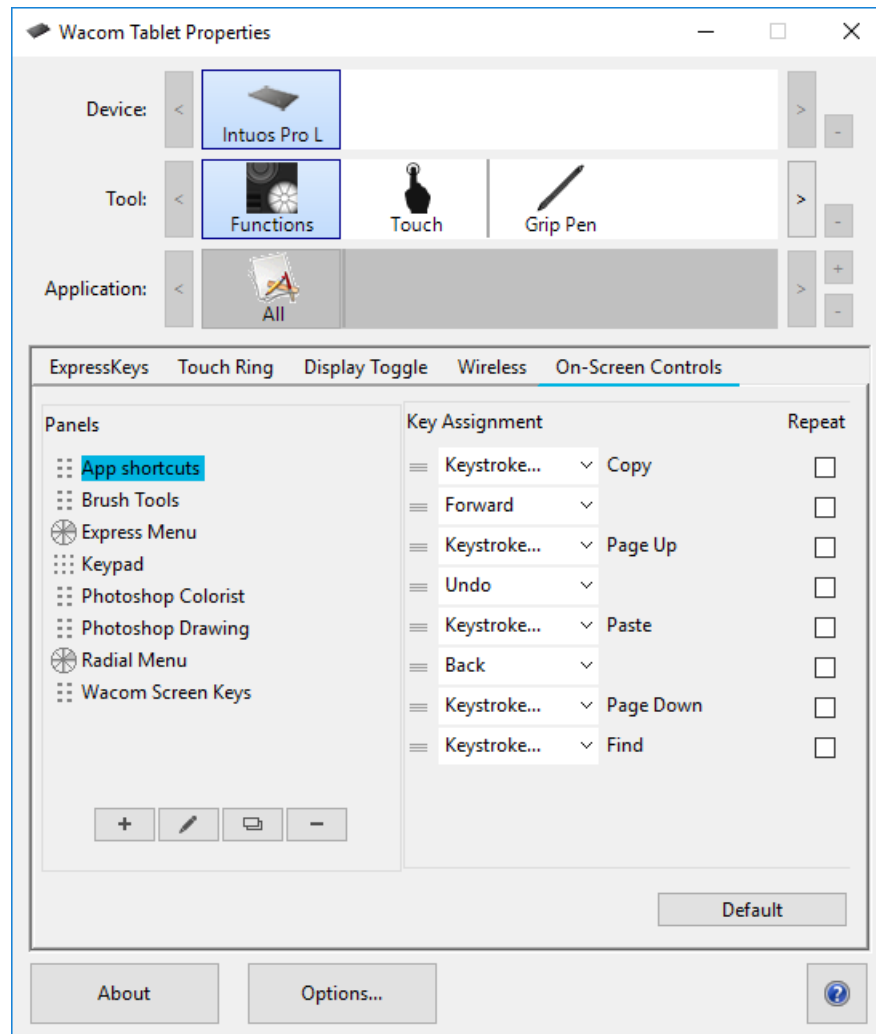 Wacom Tablet Properties
Device:
<
Intuos Pro L
>
-
Tool:
<
Functions
Touch
Grip Pen
>
-
Application:
<
All
>
+
-
ExpressKeys Touch Ring Display Toggle Wireless On-Screen Controls
Panels
App shortcuts
Brush Tools
Express Menu
Keypad
Photoshop Colorist
Photoshop Drawing
Radial Menu
Wacom Screen Keys
Key Assignment Repeat
Keystroke... Copy
Forward
Keystroke... Page Up
Undo
Keystroke... Paste
Back
Keystroke... Page Down
Keystroke... Find
Default
About Options... ?